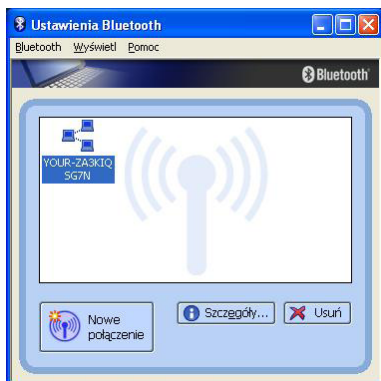 Ustawienia Bluetooth
Bluetooth Wyświetl Pomoc
Bluetooth
YOUR-ZA3KIQ
SG7N
Nowe
połączenie
Szczegóły...
Usuń